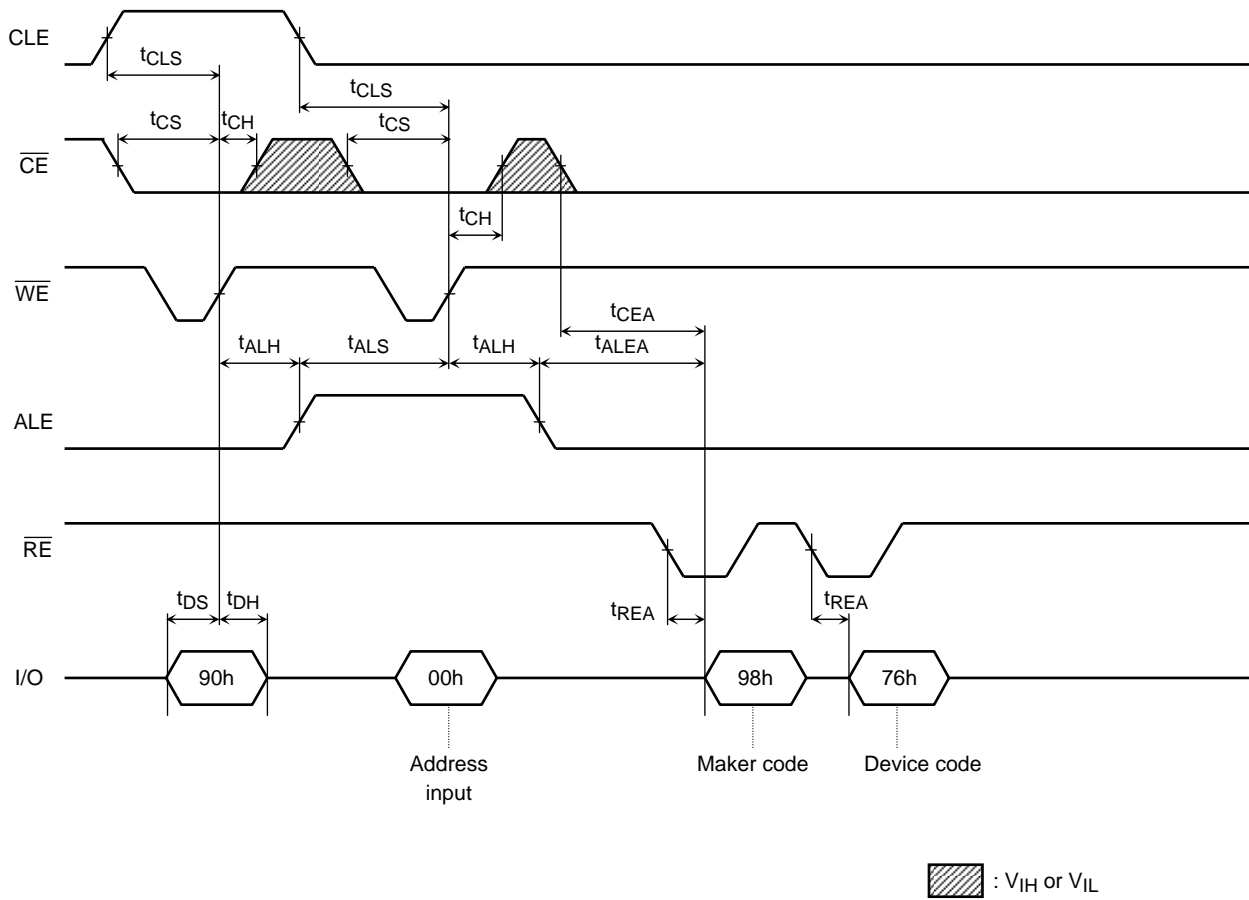 CLE
tCLS
tCLS
tCS
tCH
tCS
CE
tCH
WE
tCEA
tALH
tALS
tALH
tALEA
ALE
RE
tDS
tDH
tREA
tREA
I/O
90h
00h
98h
76h
Address
input
Maker code
Device code
: VIH or VIL